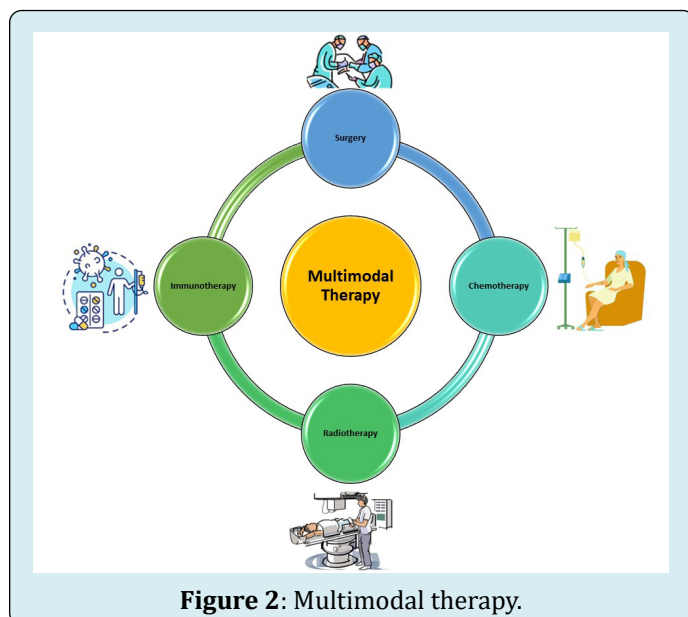 Surgery
Immunotherapy
Multimodal
Therapy
Chemotherapy
Radiotherapy
Figure 2: Multimodal therapy.